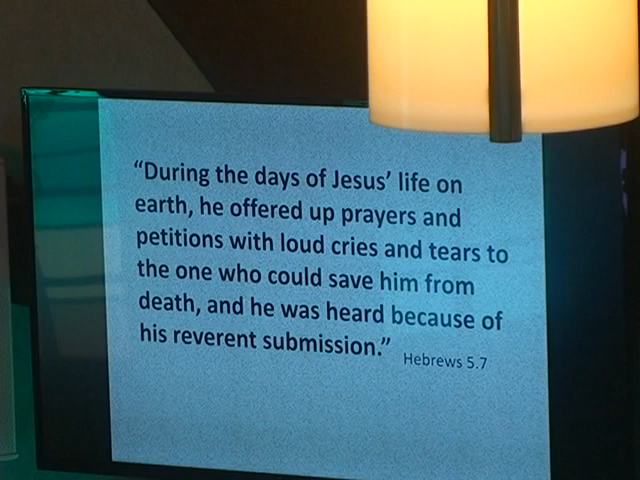 “During the days of Jesus’ life on
earth, he offered up prayers and
petitions with loud cries and tears to
the one who could save him from
death, and he was heard because of
his reverent submission.”
Hebrews 5.7